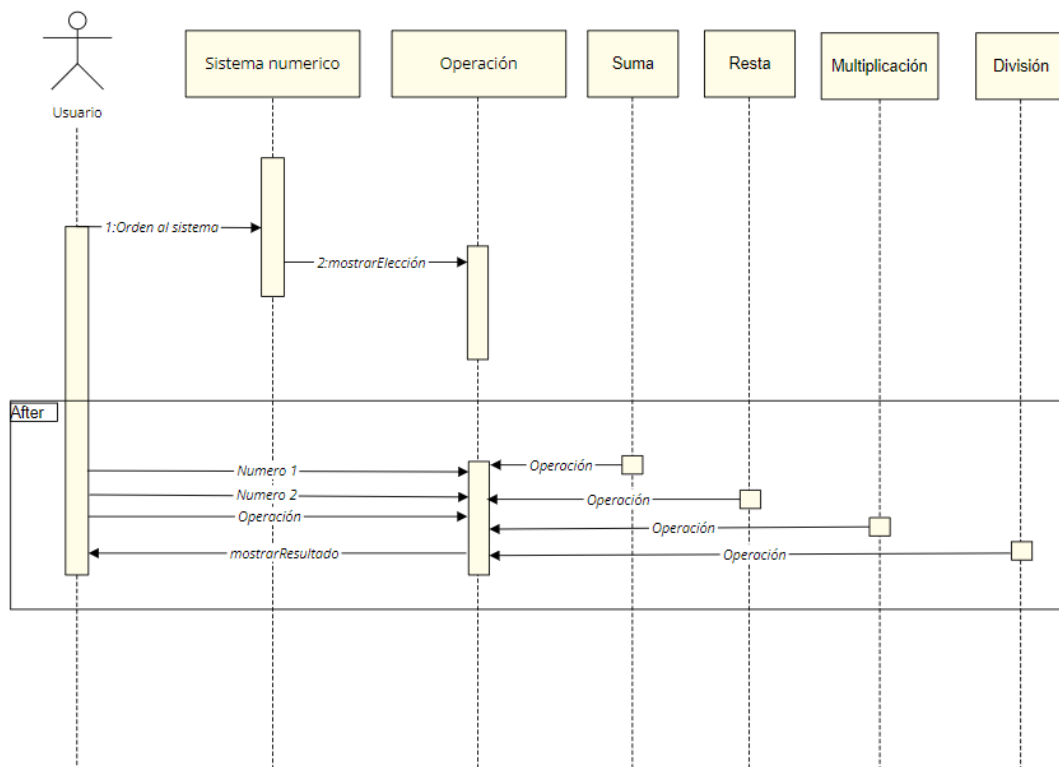 Usuario
Sistema numerico
Operación
Suma
Resta
Multiplicación
División
1:Orden al sistema
2:mostrarElección
After
Numero 1
Operación
Numero 2
Operación
Operación
Operación
mostrarResultado
Operación